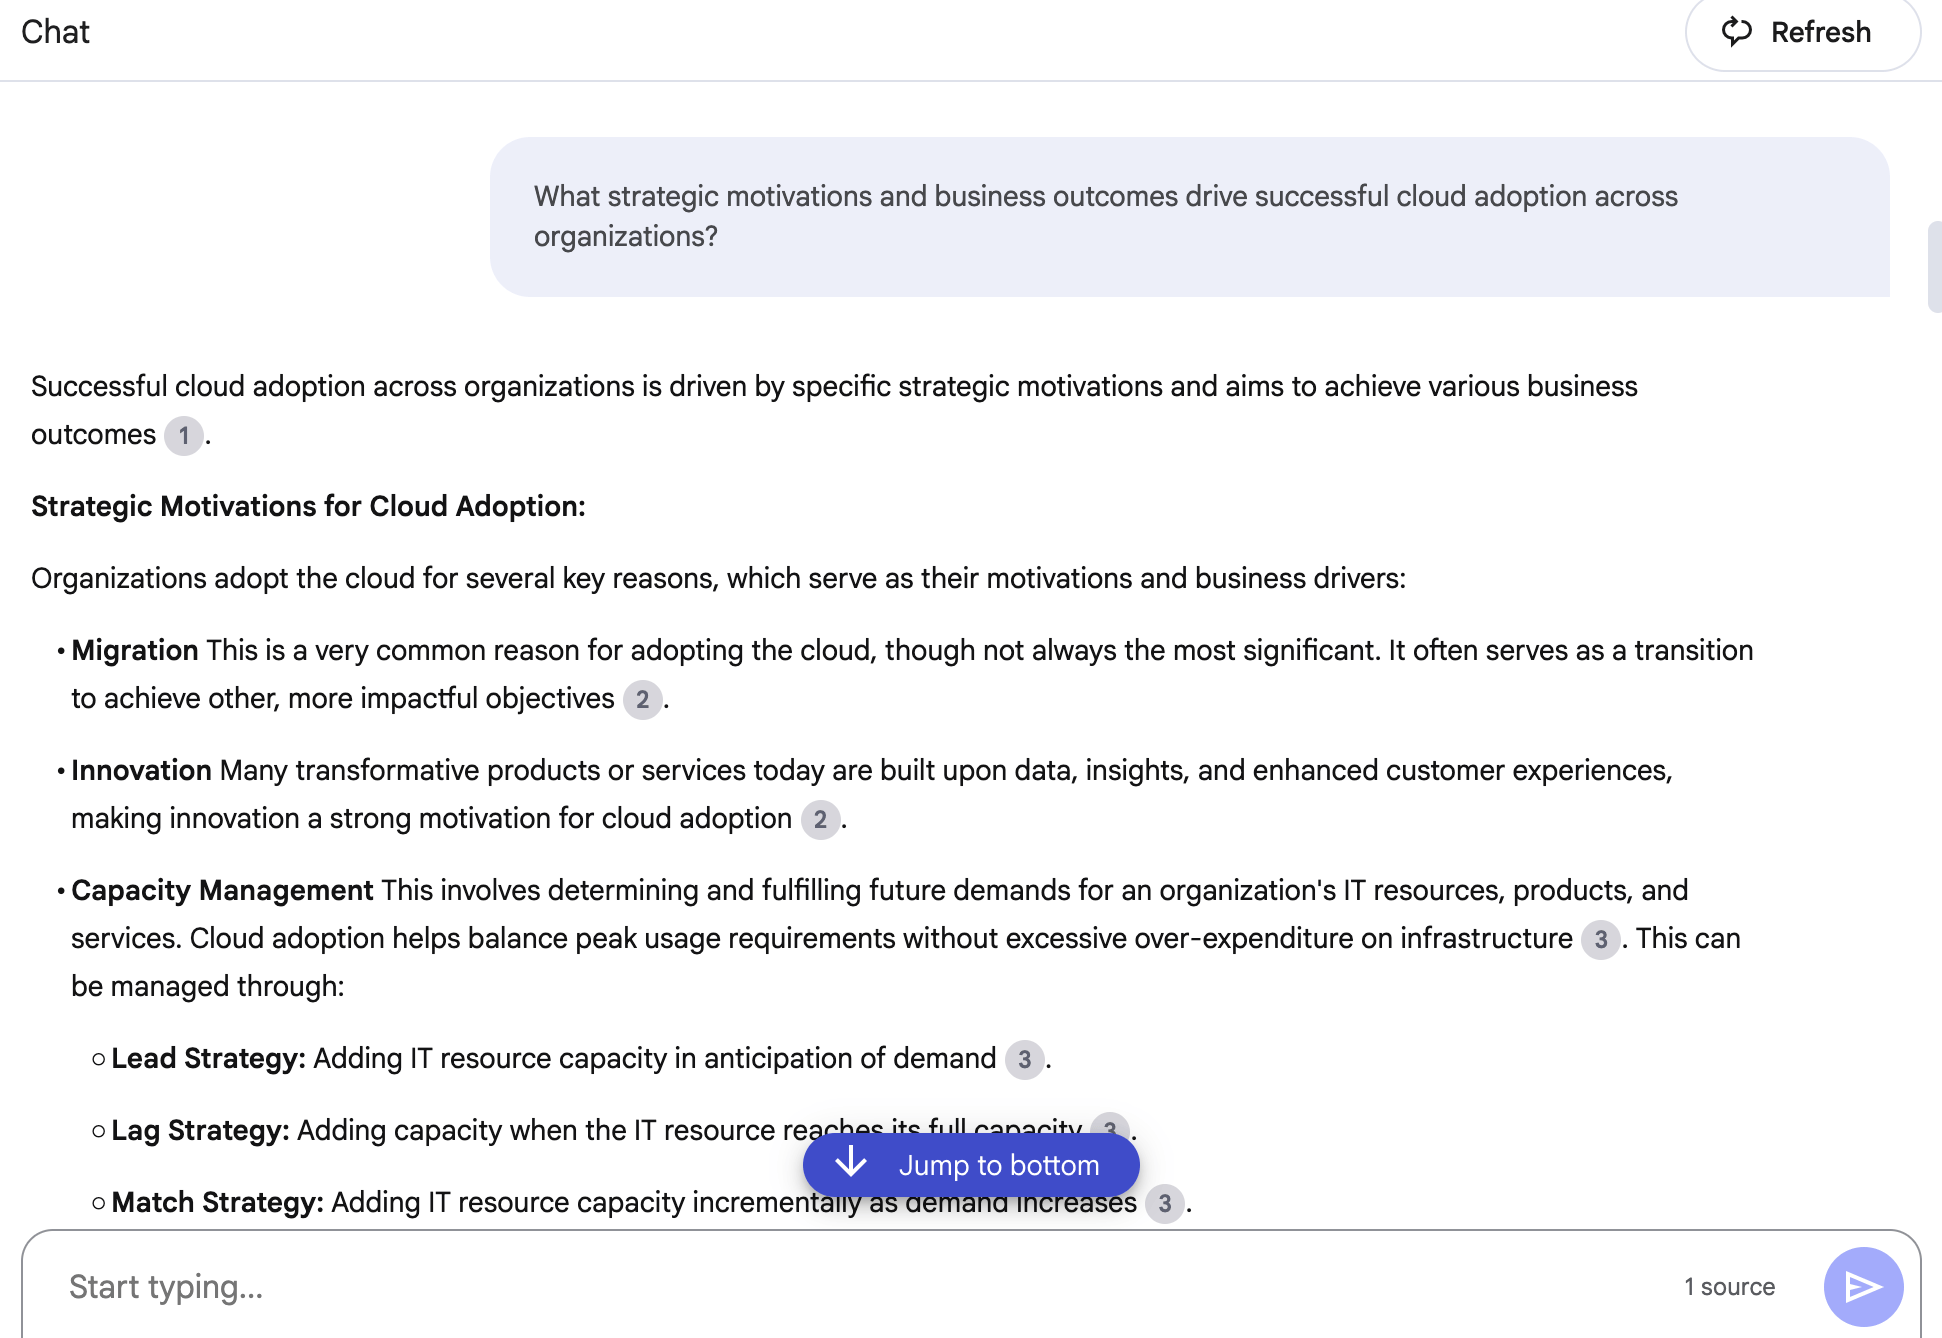 Chat
Refresh
What strategic motivations and business outcomes drive successful cloud adoption across
organizations?
Successful cloud adoption across organizations is driven by specific strategic motivations and aims to achieve various business
outcomes 1.
Strategic Motivations for Cloud Adoption:
Organizations adopt the cloud for several key reasons, which serve as their motivations and business drivers:
• Migration This is a very common reason for adopting the cloud, though not always the most significant. It often serves as a transition
to achieve other, more impactful objectives 2.
• Innovation Many transformative products or services today are built upon data, insights, and enhanced customer experiences,
making innovation a strong motivation for cloud adoption 2.
• Capacity Management This involves determining and fulfilling future demands for an organization's IT resources, products, and
services. Cloud adoption helps balance peak usage requirements without excessive over-expenditure on infrastructure 3. This can
be managed through:
○ Lead Strategy: Adding IT resource capacity in anticipation of demand 3.
○ Lag Strategy: Adding capacity when the IT resource reaches its full capacity 3.
Jump to bottom
○ Match Strategy: Adding IT resource capacity incrementally as demand increases 3.
Start typing...
1 source